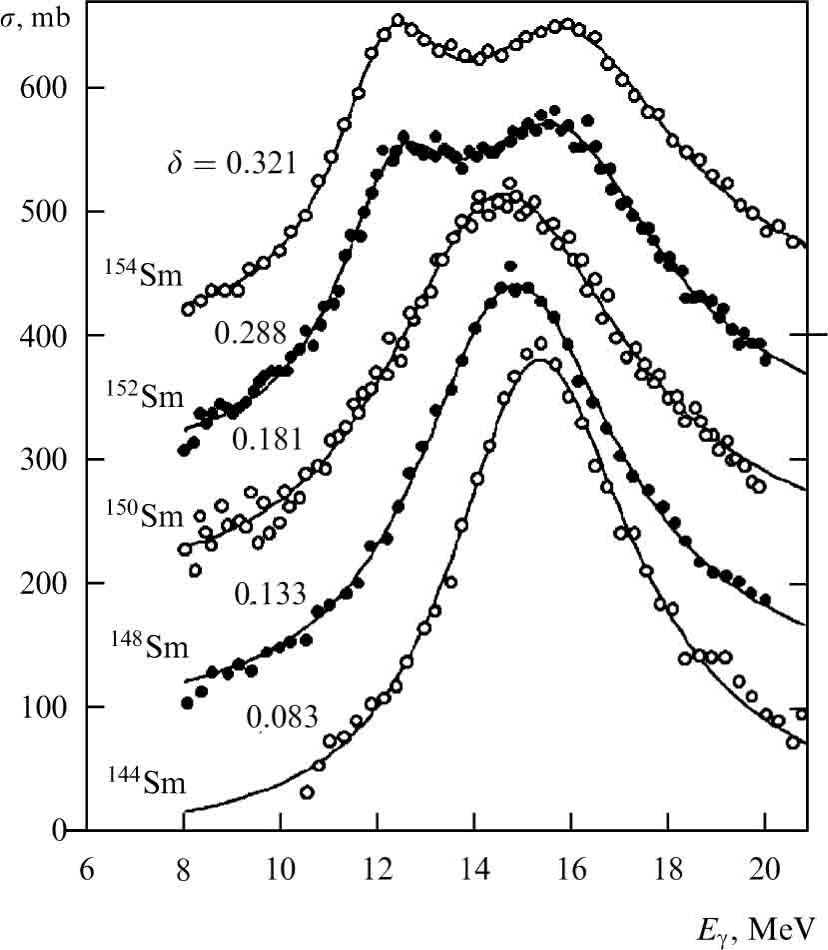 σ, mb
600
δ = 0.321
500
¹⁵⁴Sm
0.288
400
¹⁵²Sm
0.181
300
¹⁵⁰Sm
200
0.133
¹⁴⁸Sm
100
0.083
¹⁴⁴Sm
0
6 8 10 12 14 16 18 20
E_γ, MeV